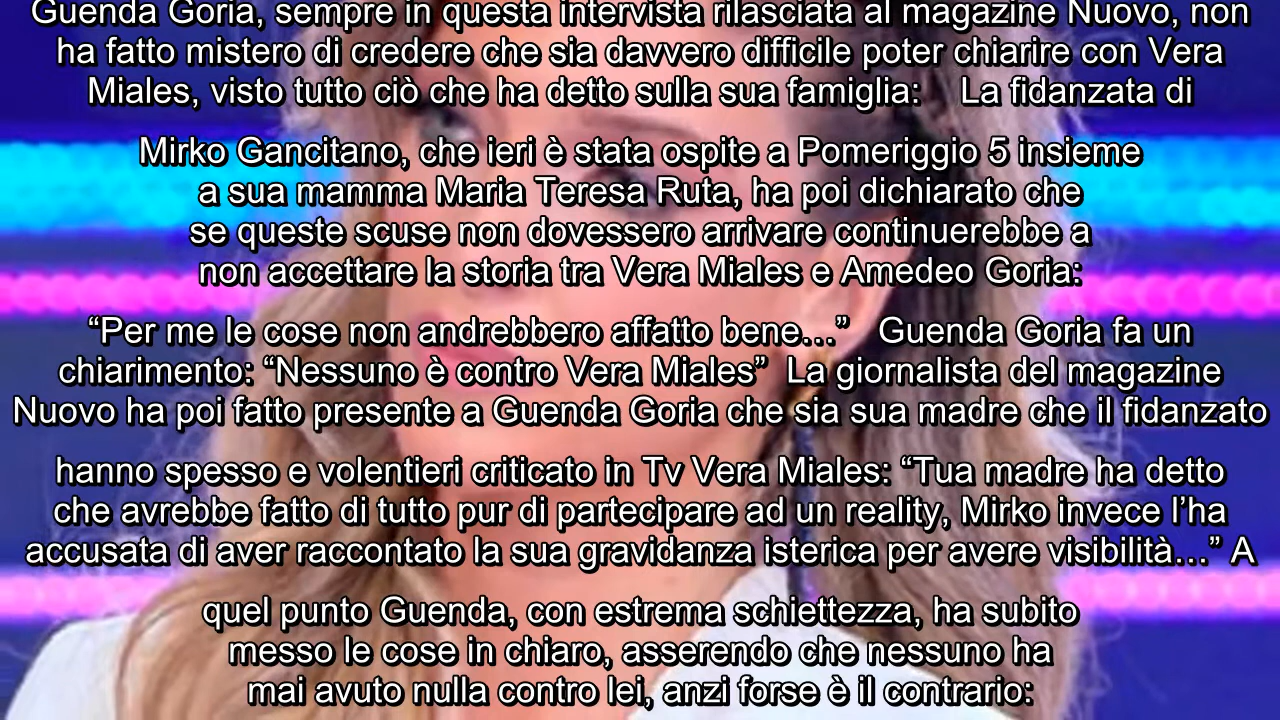 Guenda Goria, sempre in questa intervista rilasciata al magazine Nuovo, non
ha fatto mistero di credere che sia davvero difficile poter chiarire con Vera
Miales, visto tutto ciò che ha detto sulla sua famiglia: La fidanzata di
Mirko Gancitano, che ieri è stata ospite a Pomeriggio 5 insieme
a sua mamma Maria Teresa Ruta, ha poi dichiarato che
se queste scuse non dovessero arrivare continuerebbe a
non accettare la storia tra Vera Miales e Amedeo Goria:
“Per me le cose non andrebbero affatto bene…” Guenda Goria fa un
chiarimento: “Nessuno è contro Vera Miales” La giornalista del magazine
Nuovo ha poi fatto presente a Guenda Goria che sia sua madre che il fidanzato
hanno spesso e volentieri criticato in Tv Vera Miales: “Tua madre ha detto
che avrebbe fatto di tutto pur di partecipare ad un reality, Mirko invece l’ha
accusata di aver raccontato la sua gravidanza isterica per avere visibilità…” A
quel punto Guenda, con estrema schiettezza, ha subito
messo le cose in chiaro, asserendo che nessuno ha
mai avuto nulla contro lei, anzi forse è il contrario: